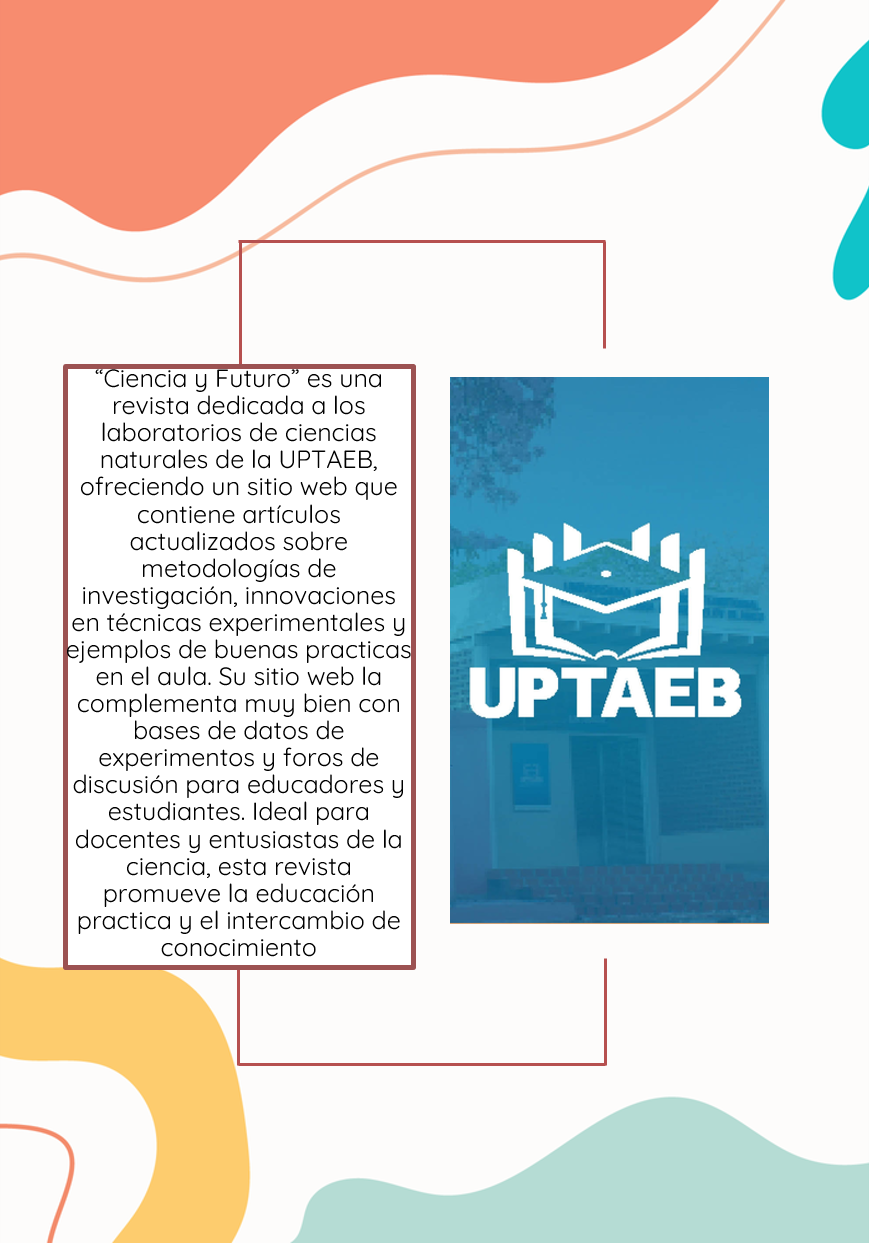 “Ciencia y Futuro” es una
revista dedicada a los
laboratorios de ciencias
naturales de la UPTAEB,
ofreciendo un sitio web que
contiene artículos
actualizados sobre
metodologías de
investigación, innovaciones
en técnicas experimentales y
ejemplos de buenas practicas
en el aula. Su sitio web la
complementa muy bien con
bases de datos de
experimentos y foros de
discusión para educadores y
estudiantes. Ideal para
docentes y entusiastas de la
ciencia, esta revista
promueve la educación
practica y el intercambio de
conocimiento
UPTAEB